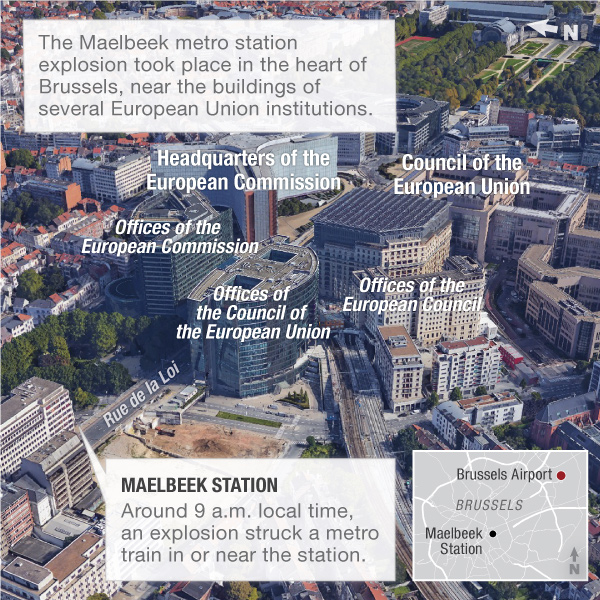 The Maelbeek metro station
explosion took place in the heart of
Brussels, near the buildings of
several European Union institutions.
N
Headquarters of the
European Commission
Council of the
European Union
Offices of the
European Commission
Offices of
the Council of
the European Union
Offices of the
European Council
Rue de la Loi
MAELBEEK STATION
Around 9 a.m. local time,
an explosion struck a metro
train in or near the station.
Brussels Airport
BRUSSELS
Maelbeek
Station
N